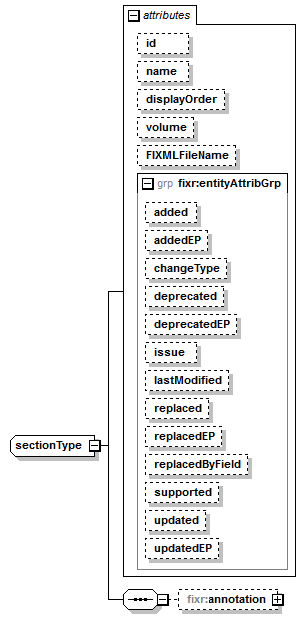 attributes
id
name
displayOrder
volume
FIXMLFileName
grp fixr:entityAttribGrp
added
addedEP
changeType
deprecated
deprecatedEP
issue
lastModified
replaced
replacedEP
replacedByField
supported
updated
updatedEP
sectionType
fixr:annotation